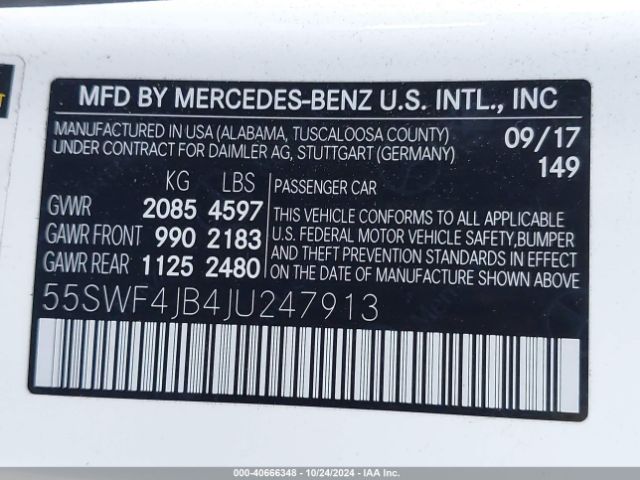 MFD BY MERCEDES-BENZ U.S. INTL., INC
MANUFACTURED IN USA (ALABAMA, TUSCALOOSA COUNTY)
UNDER CONTRACT FOR DAIMLER AG, STUTTGART (GERMANY)
09/17
149
KG LBS
GVWR 2085 4597
GAWR FRONT 990 2183
GAWR REAR 1125 2480
PASSENGER CAR
THIS VEHICLE CONFORMS TO ALL APPLICABLE
U.S. FEDERAL MOTOR VEHICLE SAFETY,BUMPER
AND THEFT PREVENTION STANDARDS IN EFFECT
ON THE DATE OF MANUFACTURE SHOWN ABOVE
55SWF4JB4JU247913
000-40666348 - 10/24/2024 - IAA Inc.